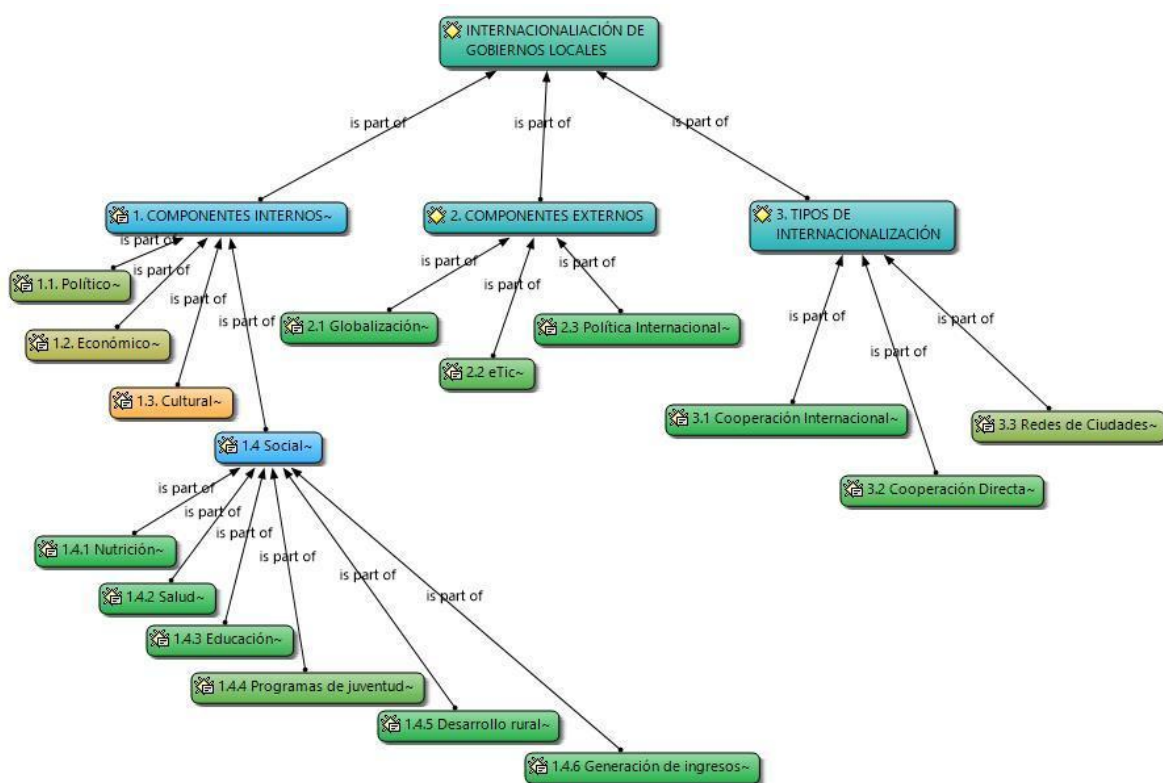 INTERNACIONALIACIÓN DE
GOBIERNOS LOCALES
is part of
is part of
is part of
1. COMPONENTES INTERNOS~
2. COMPONENTES EXTERNOS
3. TIPOS DE
INTERNACIONALIZACIÓN
is part of
is part of
is part of
is part of
1.1. Político~
1.2. Económico~
1.3. Cultural~
1.4 Social~
is part of
is part of
is part of
2.1 Globalización~
2.2 eTic~
2.3 Política Internacional~
is part of
is part of
is part of
3.1 Cooperación Internacional~
3.2 Cooperación Directa~
3.3 Redes de Ciudades~
is part of
is part of
is part of
is part of
is part of
is part of
1.4.1 Nutrición~
1.4.2 Salud~
1.4.3 Educación~
1.4.4 Programas de juventud~
1.4.5 Desarrollo rural~
1.4.6 Generación de ingresos~